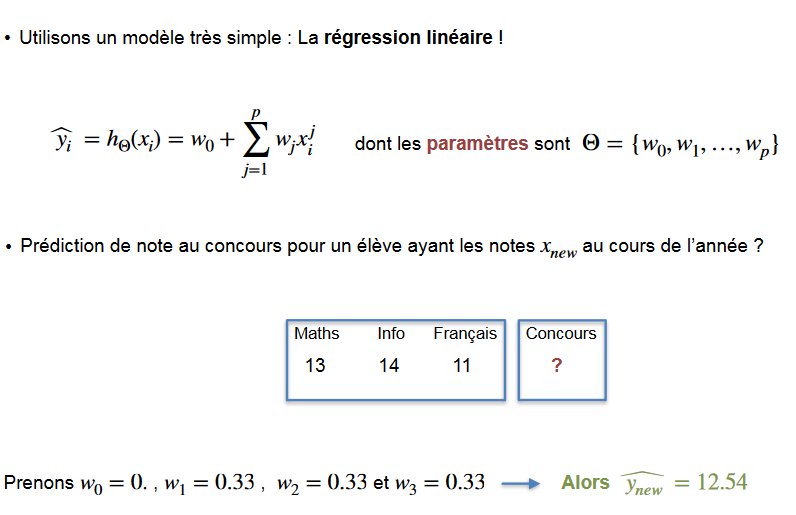 • Utilisons un modèle très simple : La régression linéaire !
$\widehat{y_i} = h_\Theta(x_i) = w_0 + \sum_{j=1}^{p} w_j x_i^j$ dont les paramètres sont $\Theta = \{w_0, w_1, \ldots, w_p\}$
• Prédiction de note au concours pour un élève ayant les notes $x_{new}$ au cours de l'année ?
Maths Info Français Concours
13 14 11 ?
Prenons $w_0 = 0.$ , $w_1 = 0.33$ , $w_2 = 0.33$ et $w_3 = 0.33$ ⟶ Alors $\widehat{y_{new}} = 12.54$